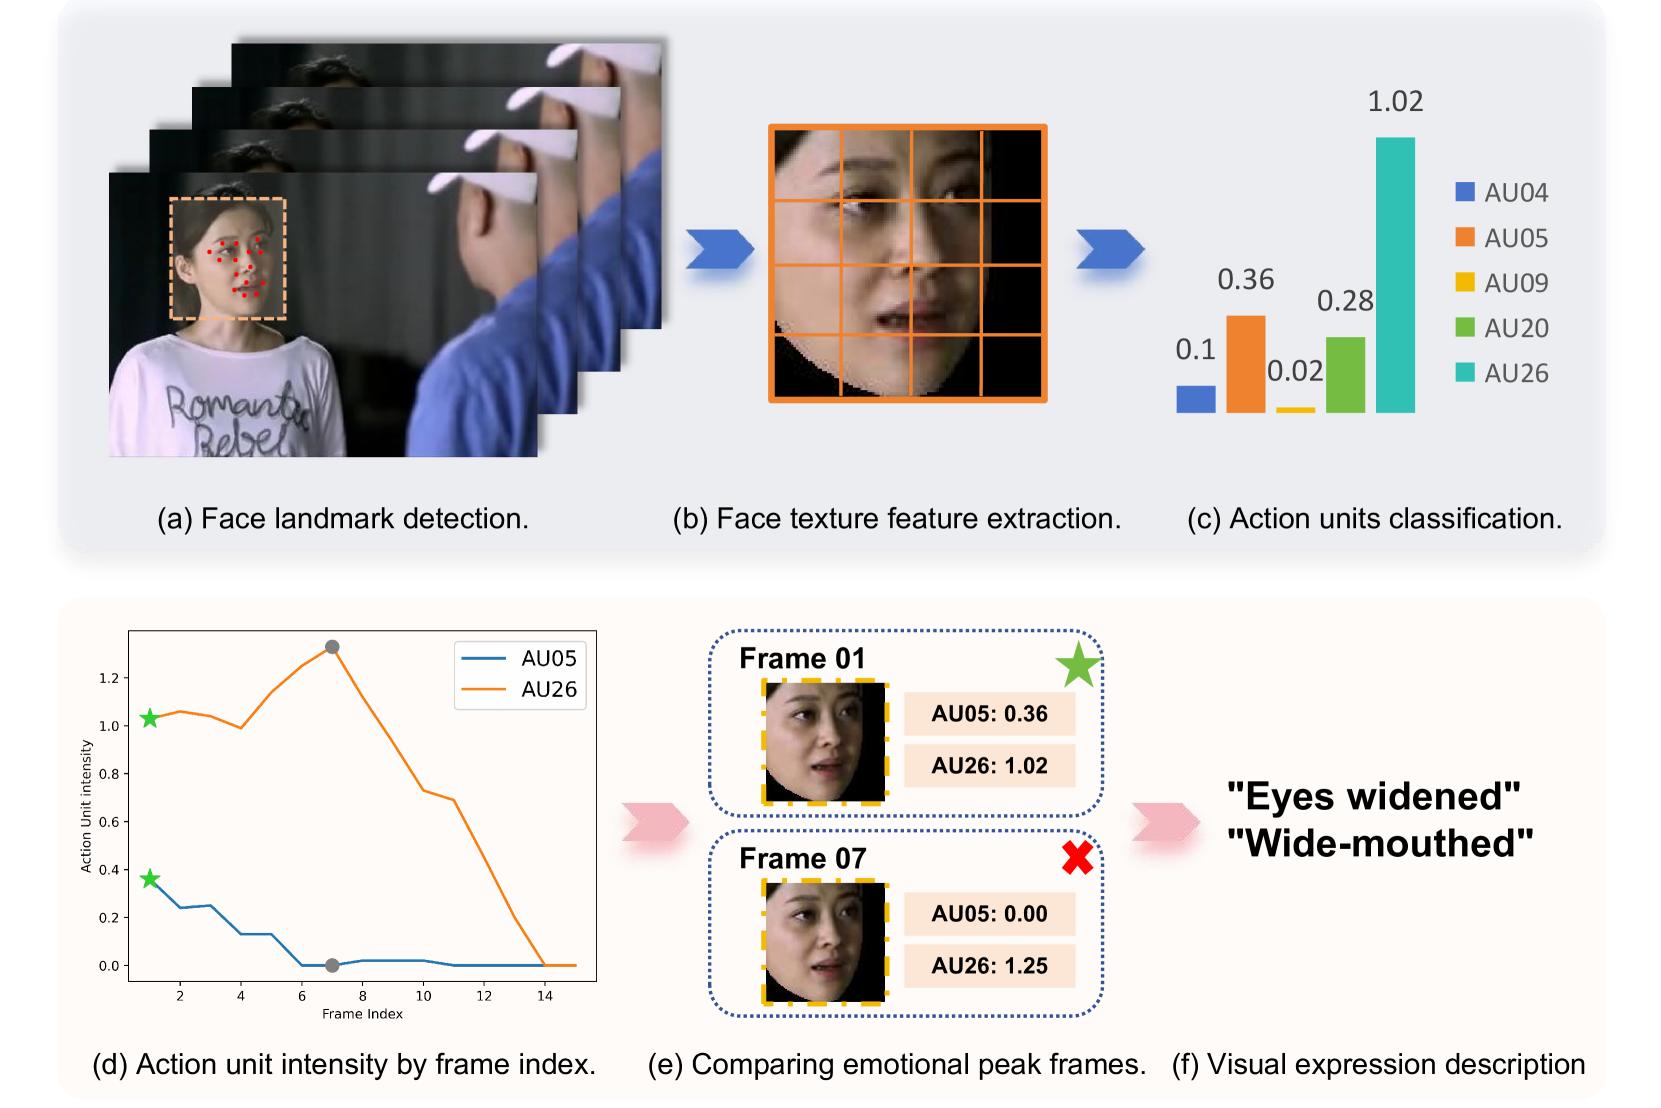 Romantic
Rebel
(a) Face landmark detection.
(b) Face texture feature extraction.
0.1
0.36
0.02
0.28
1.02
AU04
AU05
AU09
AU20
AU26
(c) Action units classification.
Action Unit intensity
1.2
1.0
0.8
0.6
0.4
0.2
0.0
2 4 6 8 10 12 14
Frame Index
AU05
AU26
(d) Action unit intensity by frame index.
Frame 01
AU05: 0.36
AU26: 1.02
Frame 07
AU05: 0.00
AU26: 1.25
(e) Comparing emotional peak frames.
"Eyes widened"
"Wide-mouthed"
(f) Visual expression description